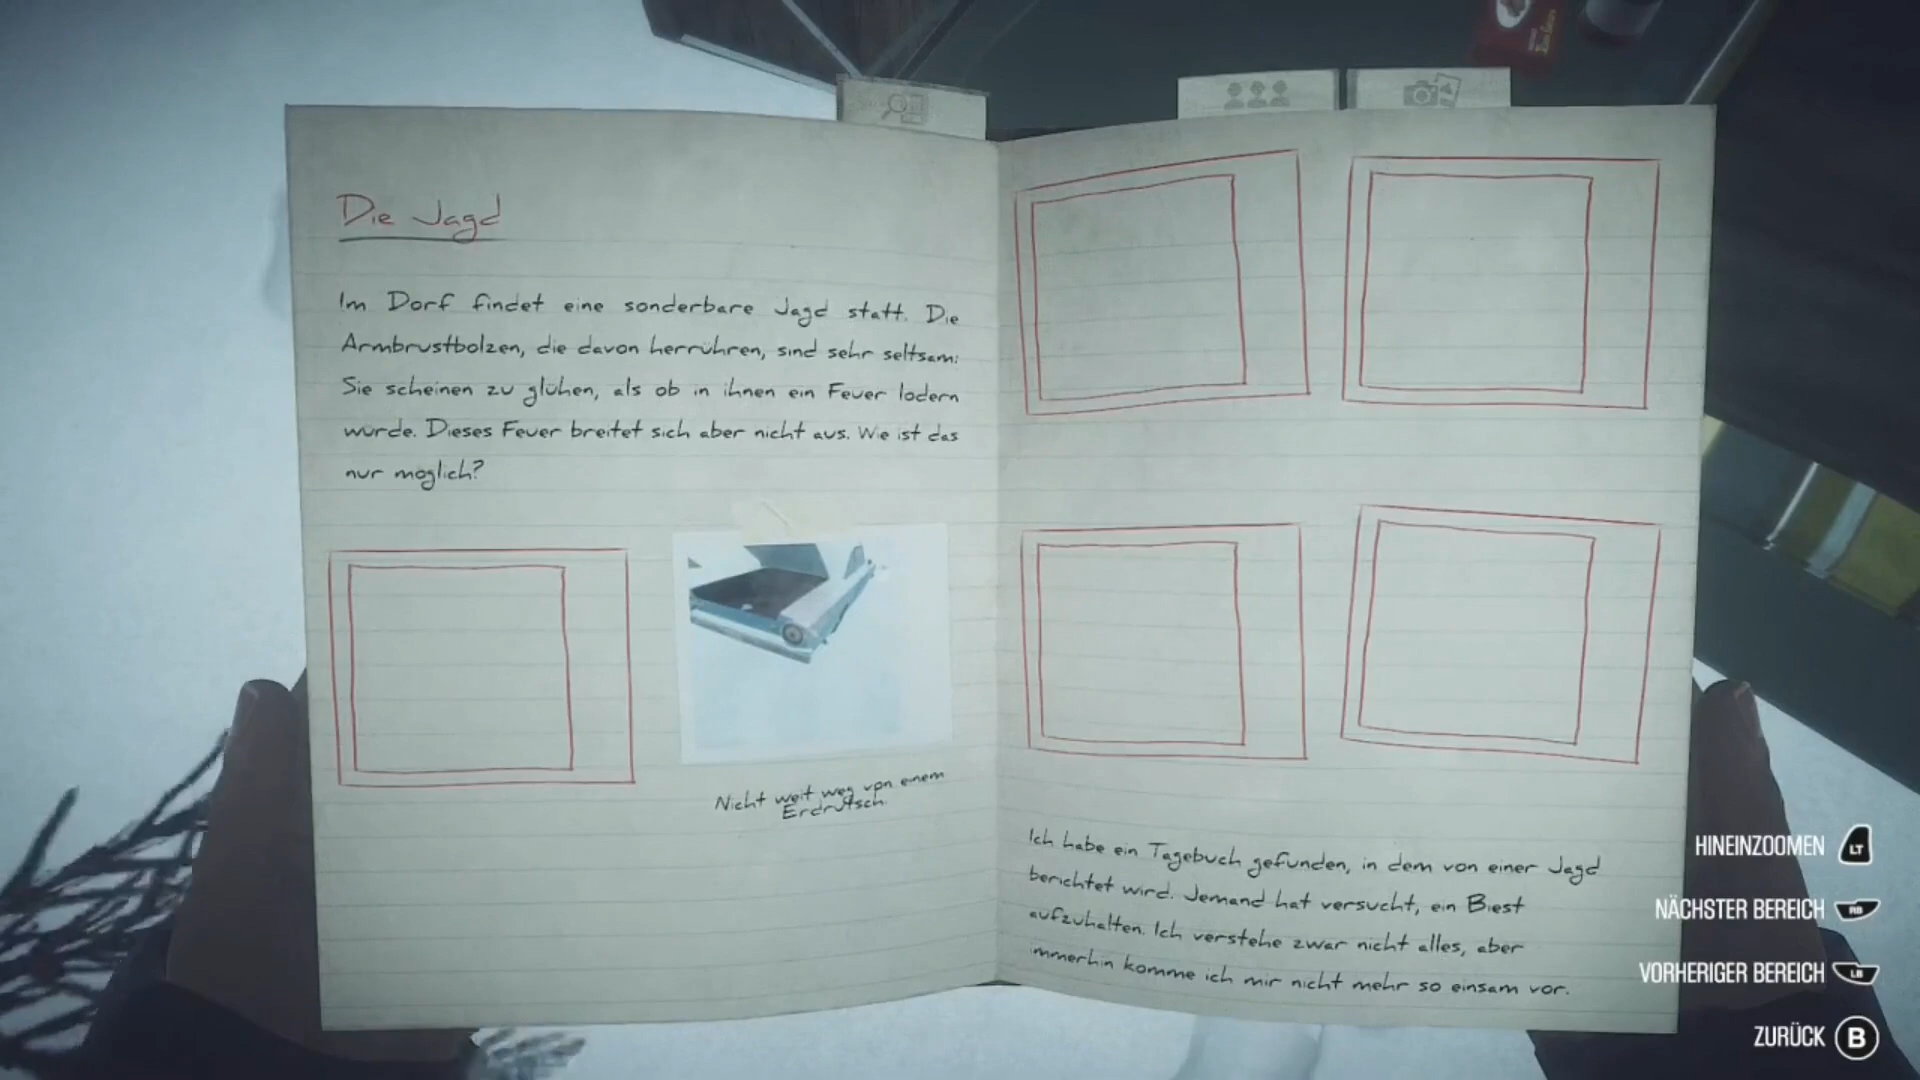 Die Jagd
Im Dorf findet eine sonderbare Jagd statt. Die
Armbrustbolzen, die davon herrühren, sind sehr seltsam:
Sie scheinen zu glühen, als ob in ihnen ein Feuer lodern
würde. Dieses Feuer breitet sich aber nicht aus. Wie ist das
nur möglich?
Nicht weit weg von einem
Erdrutsch.
Ich habe ein Tagebuch gefunden, in dem von einer Jagd
berichtet wird. Jemand hat versucht, ein Biest
aufzuhalten. Ich verstehe zwar nicht alles, aber
immerhin komme ich mir nicht mehr so einsam vor.
HINEINZOOMEN LT
NÄCHSTER BEREICH RB
VORHERIGER BEREICH LB
ZURÜCK B